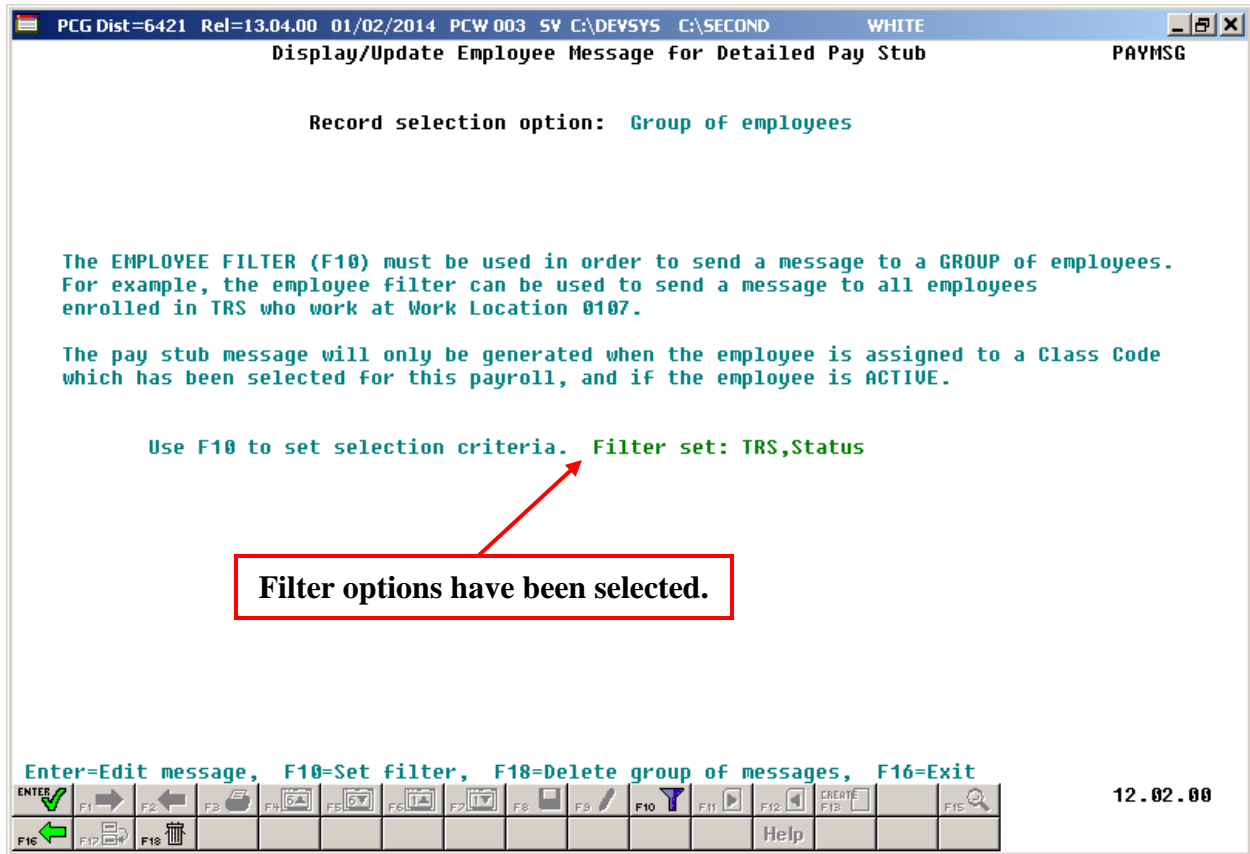 PCG Dist=6421 Rel=13.04.00 01/02/2014 PCW 003 SV C:\DEVSYS C:\SECOND WHITE
Display/Update Employee Message for Detailed Pay Stub PAYMSG
Record selection option: Group of employees
The EMPLOYEE FILTER (F10) must be used in order to send a message to a GROUP of employees.
For example, the employee filter can be used to send a message to all employees
enrolled in TRS who work at Work Location 0107.
The pay stub message will only be generated when the employee is assigned to a Class Code
which has been selected for this payroll, and if the employee is ACTIVE.
Use F10 to set selection criteria. Filter set: TRS,Status
Filter options have been selected.
Enter=Edit message, F10=Set filter, F18=Delete group of messages, F16=Exit
ENTER F1 F2 F3 F4 6▲ F5 6▼ F6 1▲ F7 1▼ F8 F9 F10 F11 F12 CREATE F13 F15 12.02.00
F16 F17 F18 Help